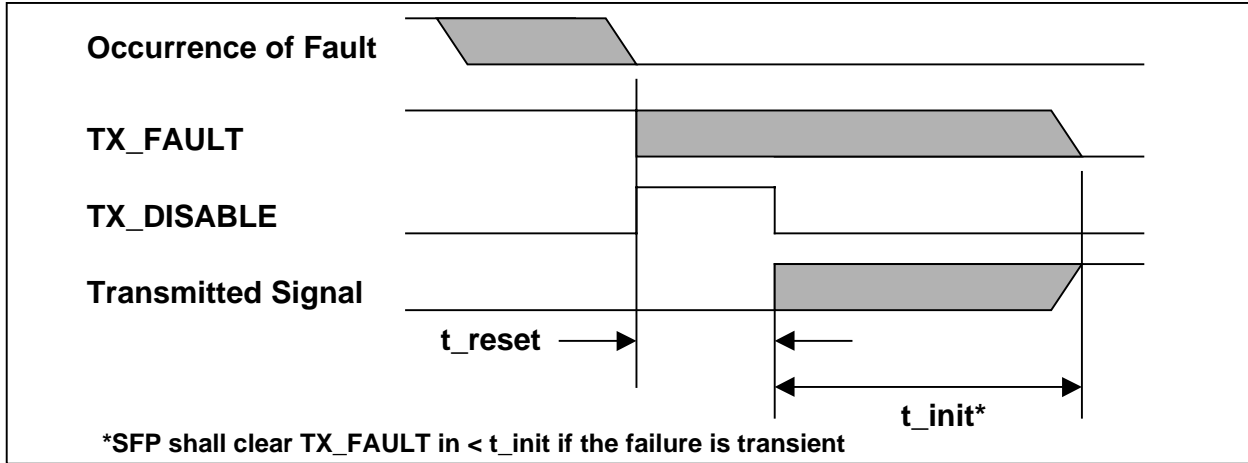 Occurrence of Fault
TX_FAULT
TX_DISABLE
Transmitted Signal
t_reset
t_init*
*SFP shall clear TX_FAULT in < t_init if the failure is transient